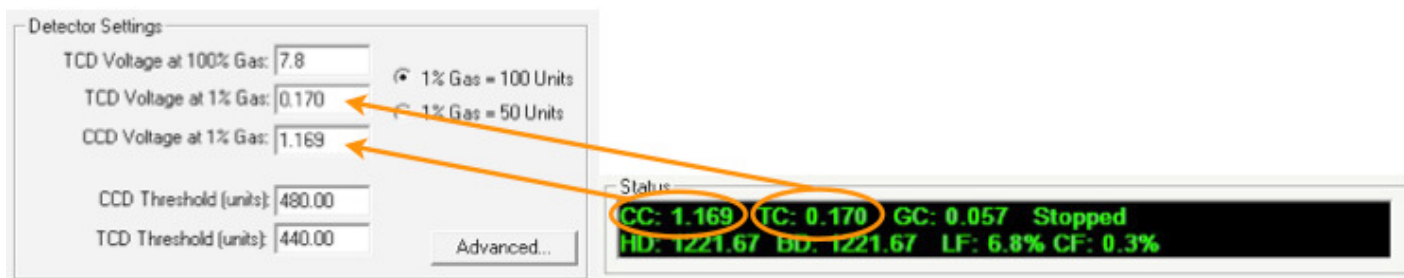 Detector Settings
TCD Voltage at 100% Gas: 7.8
TCD Voltage at 1% Gas: 0.170
CCD Voltage at 1% Gas: 1.169
1% Gas = 100 Units
1% Gas = 50 Units
CCD Threshold (units): 480.00
TCD Threshold (units): 440.00
Advanced...
Status
CC: 1.169 TC: 0.170 GC: 0.057 Stopped
HD: 1221.67 BD: 1221.67 LF: 6.8% CF: 0.3%